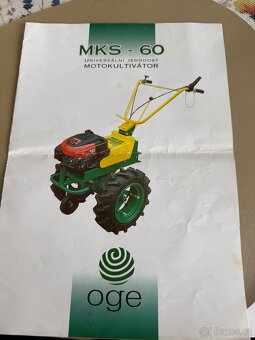 MKS - 60
UNIVERZÁLNÍ JEDNOOSÝ
MOTOKULTIVÁTOR
oge